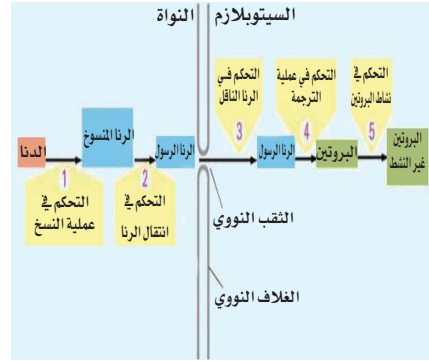 النواة
السيتوبلازم
التحكم في
الرنا الناقل
3
التحكم في عملية
الترجمة
4
التحكم في
نشاط البروتين
5
الدنا
الرنا المنسوخ
الرنا الرسول
الرنا الرسول
البروتين
البروتين
غير النشط
1
التحكم في
عملية النسخ
2
التحكم في
انتقال الرنا
الثقب النووي
الغلاف النووي